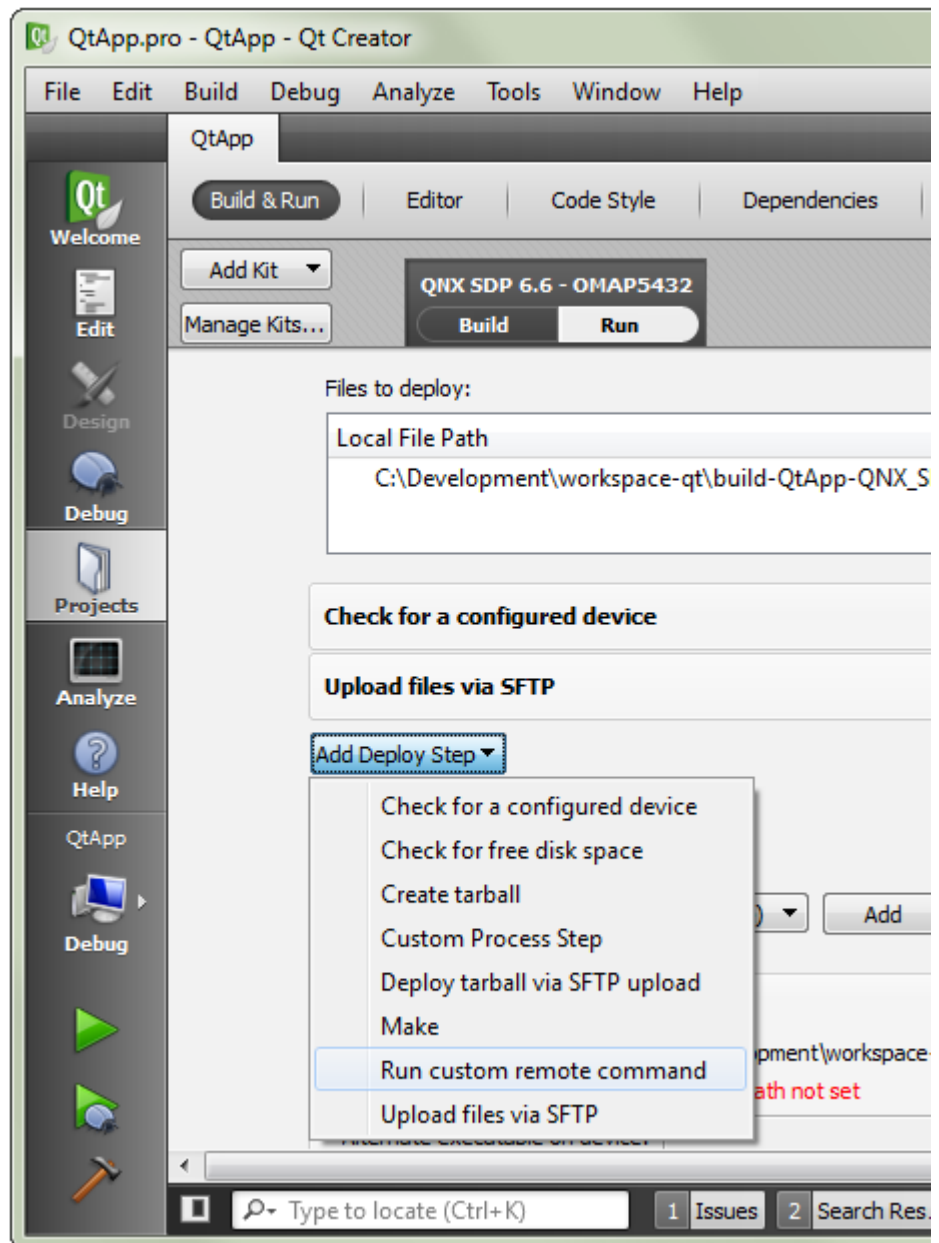 QtApp.pro - QtApp - Qt Creator
File Edit Build Debug Analyze Tools Window Help
QtApp
Build & Run Editor Code Style Dependencies
Qt
Welcome
Edit
Design
Debug
Projects
Analyze
Help
QtApp
Debug
Add Kit
Manage Kits...
QNX SDP 6.6 - OMAP5432
Build Run
Files to deploy:
Local File Path
C:\Development\workspace-qt\build-QtApp-QNX_S
Check for a configured device
Upload files via SFTP
Add Deploy Step
Check for a configured device
Check for free disk space
Create tarball
Custom Process Step
Deploy tarball via SFTP upload
Make
Run custom remote command
Upload files via SFTP
) Add
pment\workspace-
ath not set
Type to locate (Ctrl+K) 1 Issues 2 Search Res.